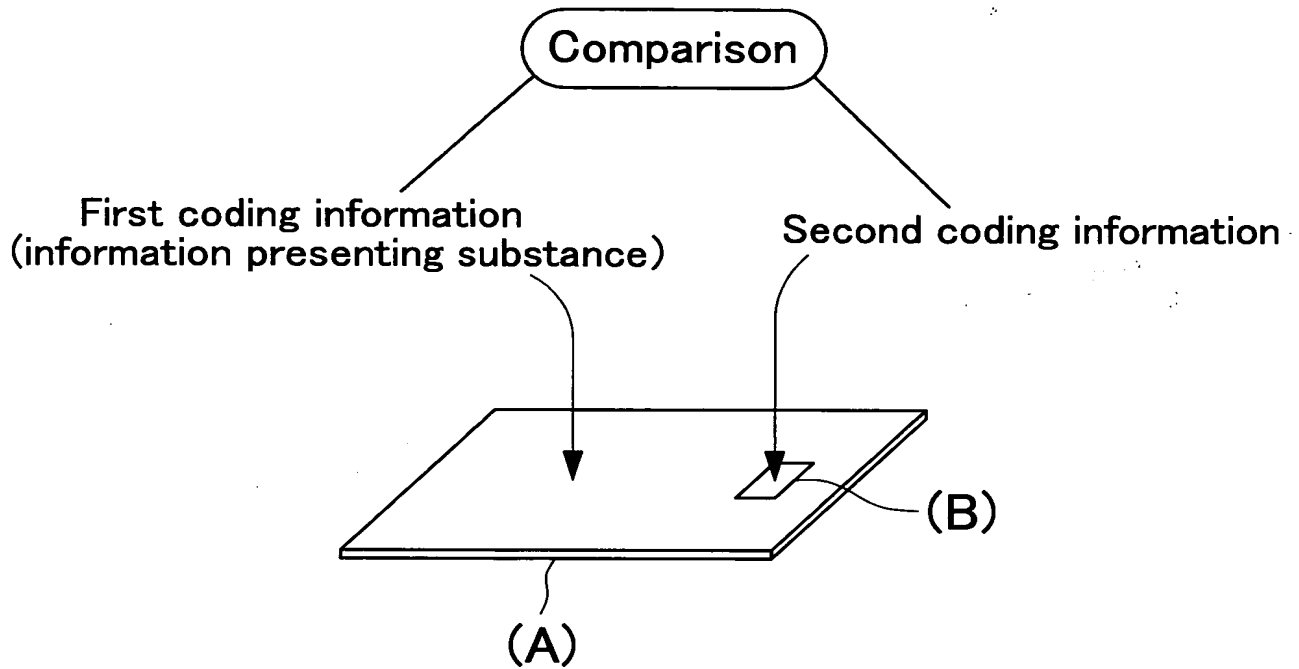 Comparison
First coding information
(information presenting substance)
Second coding information
(B)
(A)